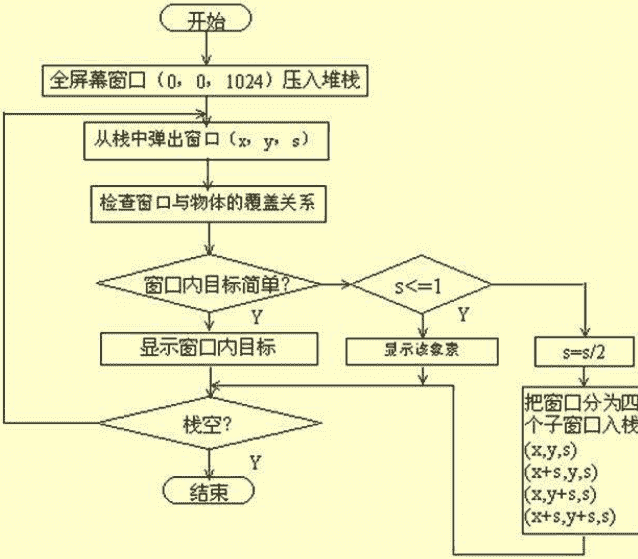 开始
全屏幕窗口（0，0，1024）压入堆栈
从栈中弹出窗口（x，y，s）
检查窗口与物体的覆盖关系
窗口内目标简单?
s<=1
Y
Y
显示窗口内目标
显示该象素
s=s/2
栈空?
Y
结束
把窗口分为四
个子窗口入栈
(x,y,s)
(x+s,y,s)
(x,y+s,s)
(x+s,y+s,s)